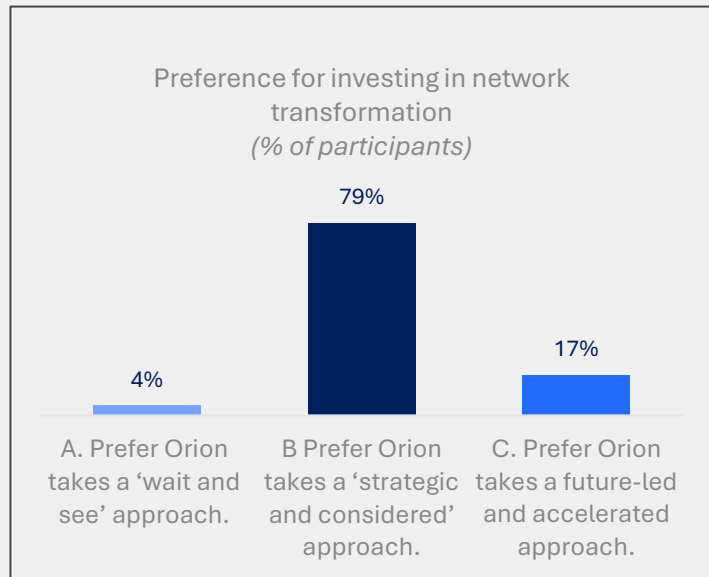 Preference for investing in network
transformation
(% of participants)
79%
17%
4%
A. Prefer Orion
takes a ‘wait and
see’ approach.
B Prefer Orion
takes a ‘strategic
and considered’
approach.
C. Prefer Orion
takes a future-led
and accelerated
approach.